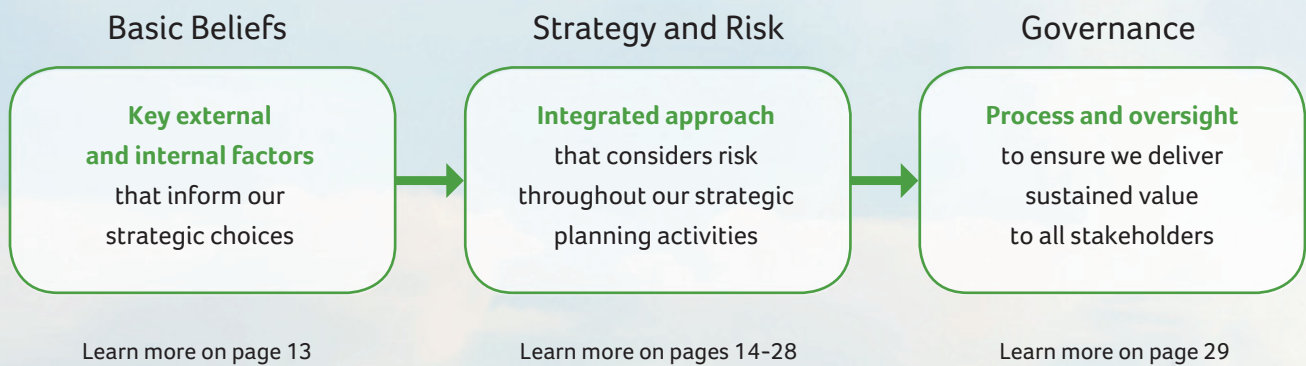 Basic Beliefs
Key external
and internal factors
that inform our
strategic choices
Learn more on page 13
Strategy and Risk
Integrated approach
that considers risk
throughout our strategic
planning activities
Learn more on pages 14-28
Governance
Process and oversight
to ensure we deliver
sustained value
to all stakeholders
Learn more on page 29